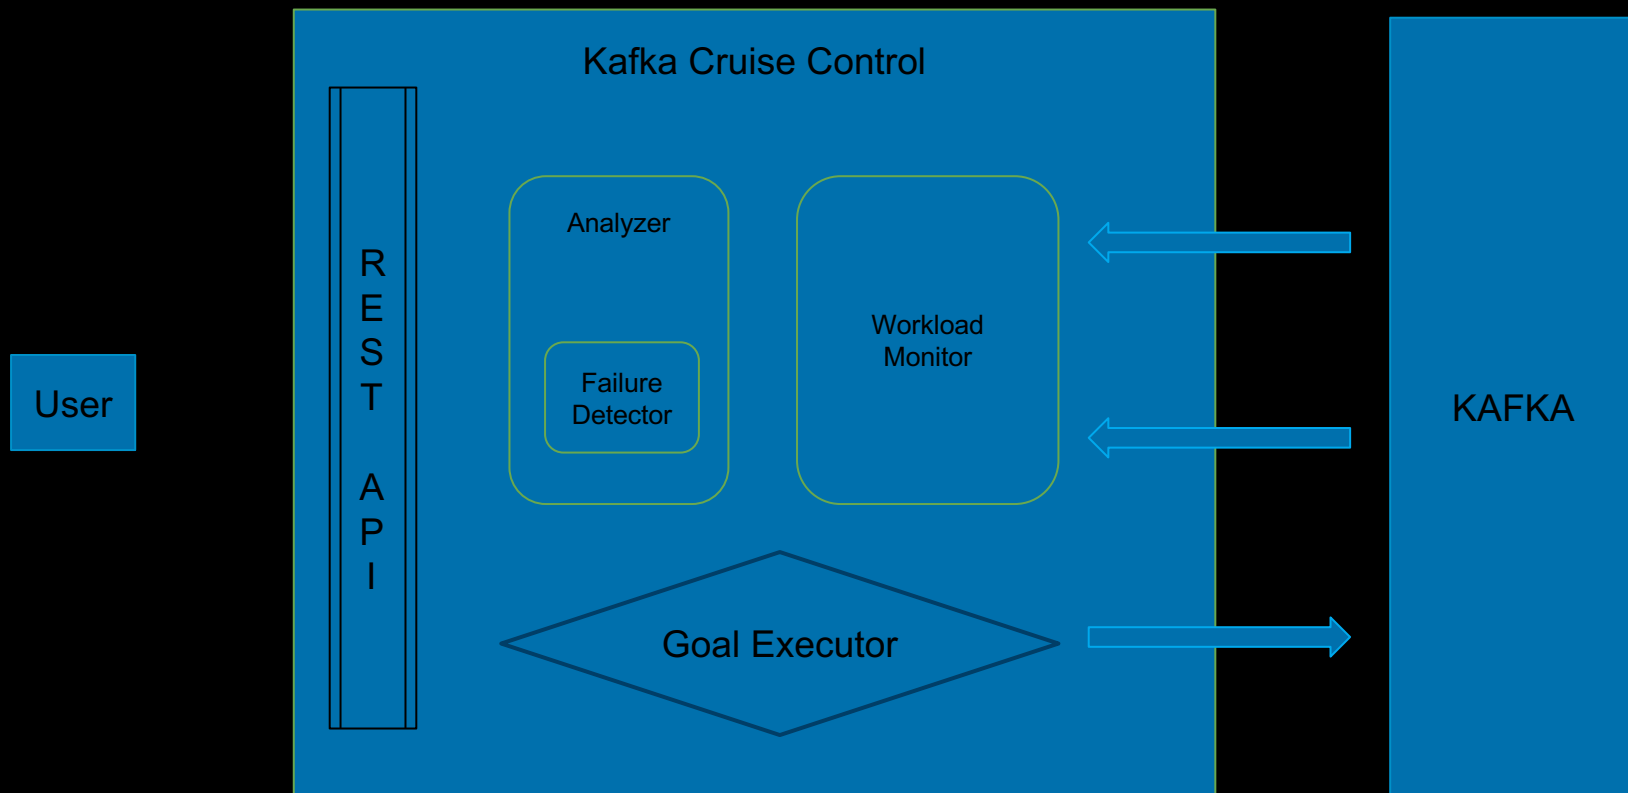 Kafka Cruise Control
User
R
E
S
T
A
P
I
Analyzer
Failure
Detector
Workload
Monitor
Goal Executor
KAFKA